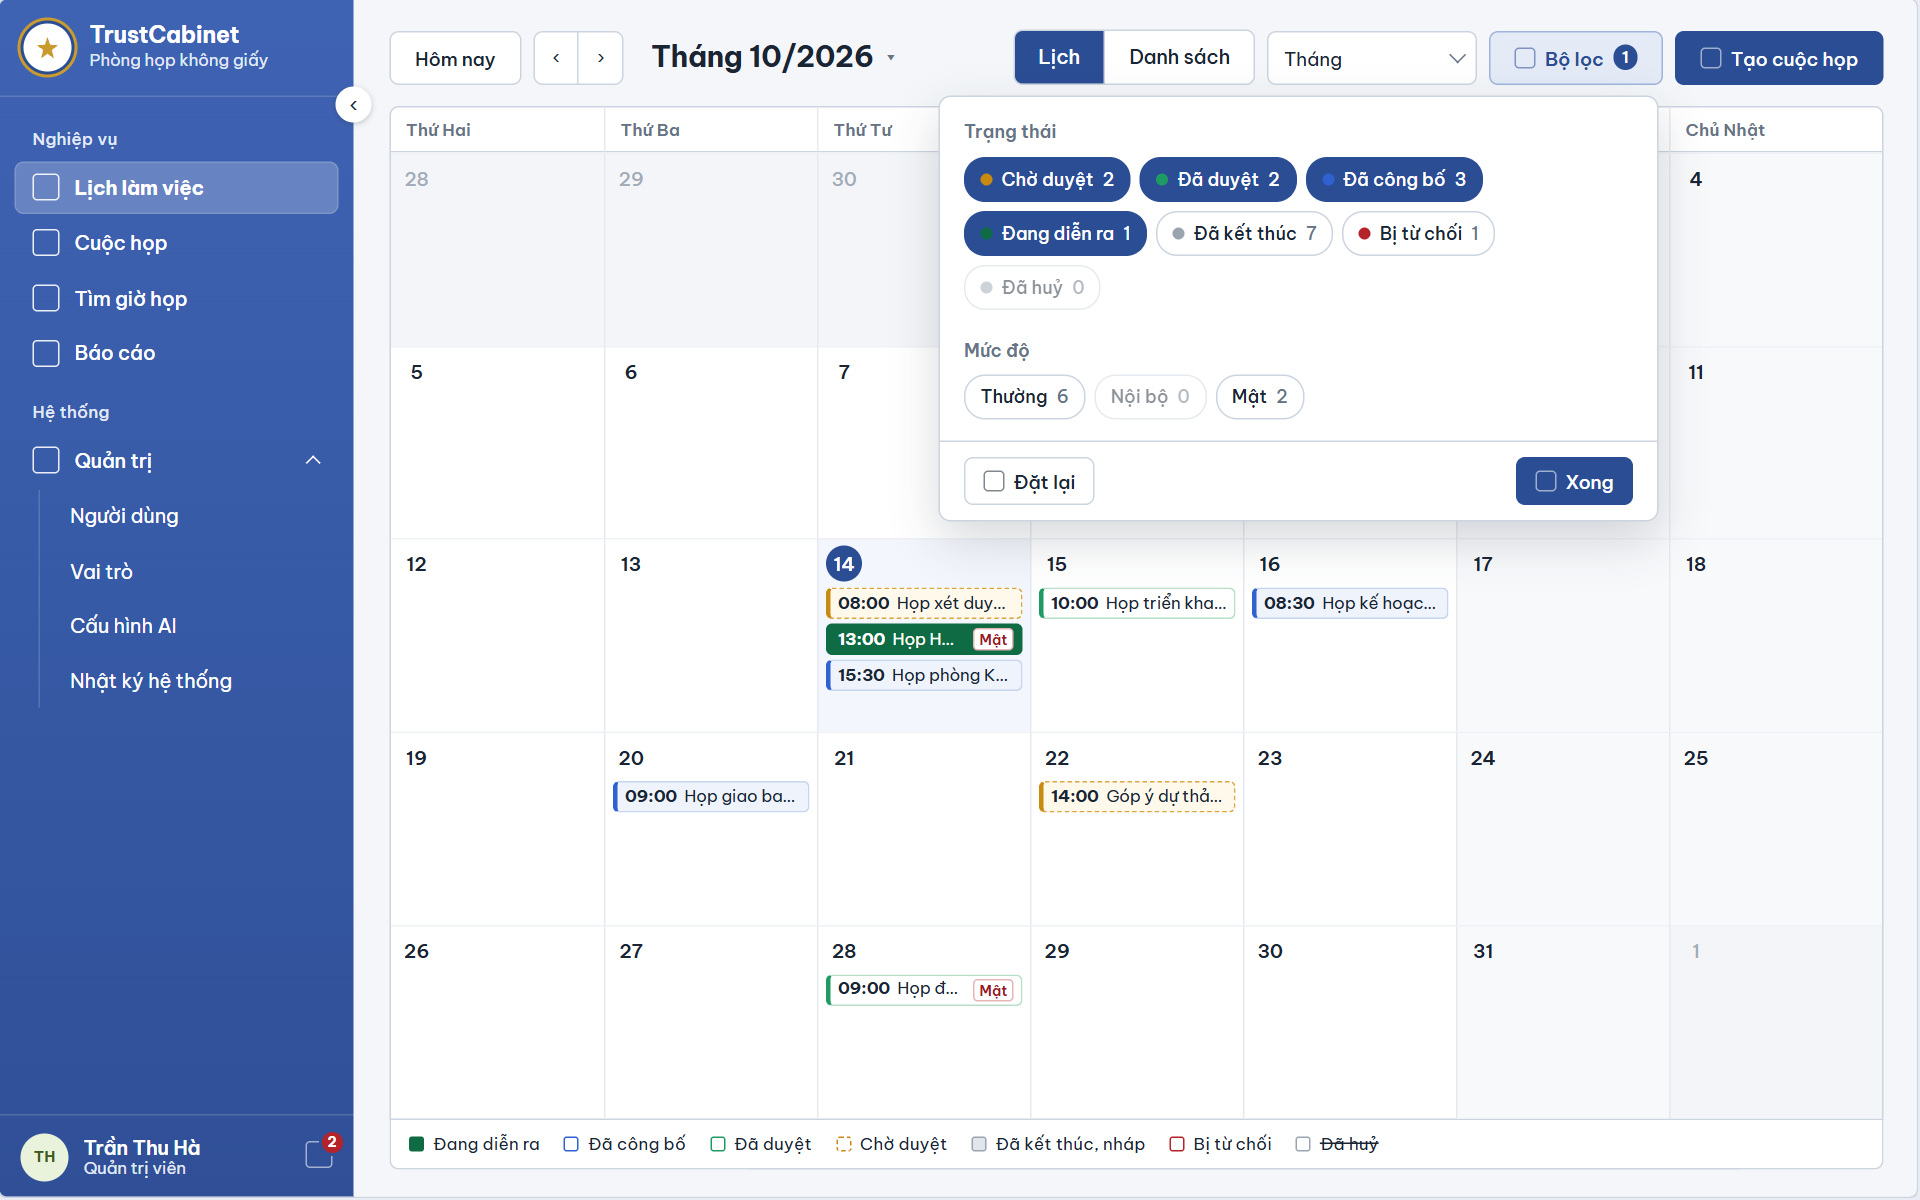 TrustCabinet
Phòng họp không giấy
Nghiệp vụ
Lịch làm việc
Cuộc họp
Tìm giờ họp
Báo cáo
Hệ thống
Quản trị
Người dùng
Vai trò
Cấu hình AI
Nhật ký hệ thống
TH
Trần Thu Hà
Quản trị viên
2
Hôm nay
Tháng 10/2026
Lịch
Danh sách
Tháng
Bộ lọc 1
Tạo cuộc họp
Thứ Hai
Thứ Ba
Thứ Tư
Chủ Nhật
Trạng thái
Chờ duyệt 2
Đã duyệt 2
Đã công bố 3
Đang diễn ra 1
Đã kết thúc 7
Bị từ chối 1
Đã huỷ 0
Mức độ
Thường 6
Nội bộ 0
Mật 2
Đặt lại
Xong
28
29
30
4
5
6
7
11
12
13
14
08:00 Họp xét duy...
13:00 Họp H... Mật
15:30 Họp phòng K...
15
10:00 Họp triển kha...
16
08:30 Họp kế hoạc...
17
18
19
20
09:00 Họp giao ba...
21
22
14:00 Góp ý dự thả...
23
24
25
26
27
28
09:00 Họp đ... Mật
29
30
31
1
Đang diễn ra
Đã công bố
Đã duyệt
Chờ duyệt
Đã kết thúc, nháp
Bị từ chối
Đã huỷ